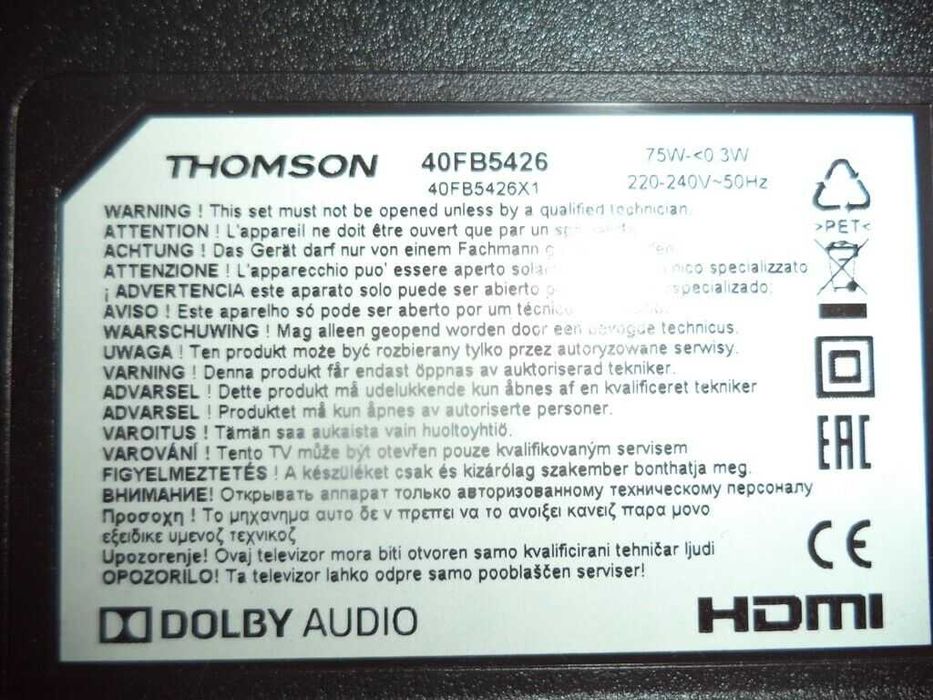 THOMSON 40FB5426 75W-<0.3W
40FB5426X1 220-240V~50Hz
WARNING ! This set must not be opened unless by a qualified technician.
ATTENTION ! L'appareil ne doit être ouvert que par un
ACHTUNG ! Das Gerät darf nur von einem Fachmann
ATTENZIONE ! L'apparecchio puo' essere aperto specializzato
¡ ADVERTENCIA este aparato solo puede ser abierto especializado:
AVISO ! Este aparelho só pode ser aberto por um
WAARSCHUWING ! Mag alleen geopend worden door een technicus.
UWAGA ! Ten produkt może być rozbierany tylko przez autoryzowane serwisy.
VARNING ! Denna produkt får endast öppnas av auktoriserad tekniker.
ADVARSEL ! Dette produkt må udelukkende kun åbnes af en kvalificeret tekniker
ADVARSEL ! Produktet må kun åpnes av autoriserte personer.
VAROITUS ! Tämän saa aukaista vain huoltoyhtiö.
VAROVÁNÍ ! Tento TV může být otevřen pouze kvalifikovaným servisem
FIGYELMEZTETÉS ! A készüléket csak és kizárólag szakember bonthatja meg.
ВНИМАНИЕ! Открывать аппарат только авторизованному техническому персоналу
Προσοχη ! Το μηχανημα αυτο δε ν πρεπει να το ανοιξει κανειζ παρα μονο
εξειδικε υμενοζ τεχνικοζ
Upozorenje! Ovaj televizor mora biti otvoren samo kvalificirani tehničar ljudi
OPOZORILO! Ta televizor lahko odpre samo pooblaščen serviser!
DOLBY AUDIO
>PET<
EAC
CE
HDMI